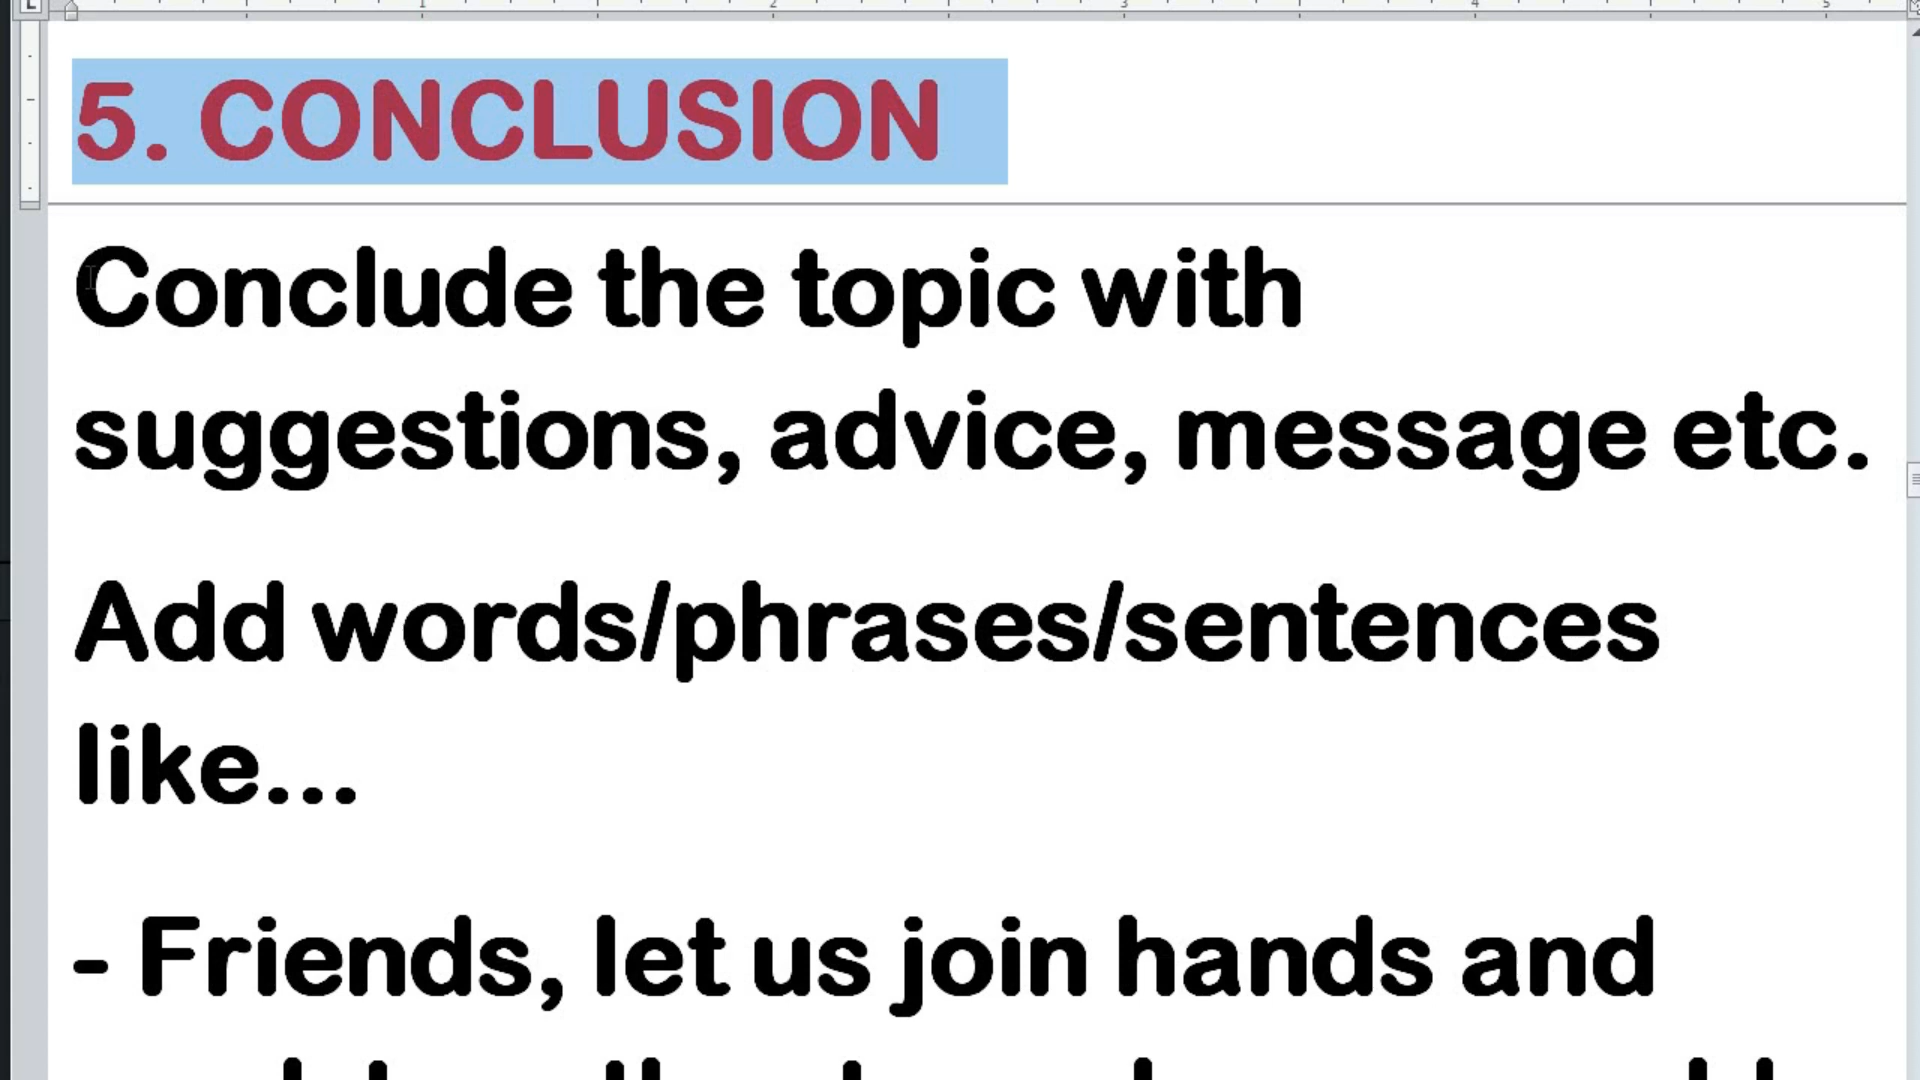 5. CONCLUSION
Conclude the topic with
suggestions, advice, message etc.
Add words/phrases/sentences
like...
- Friends, let us join hands and